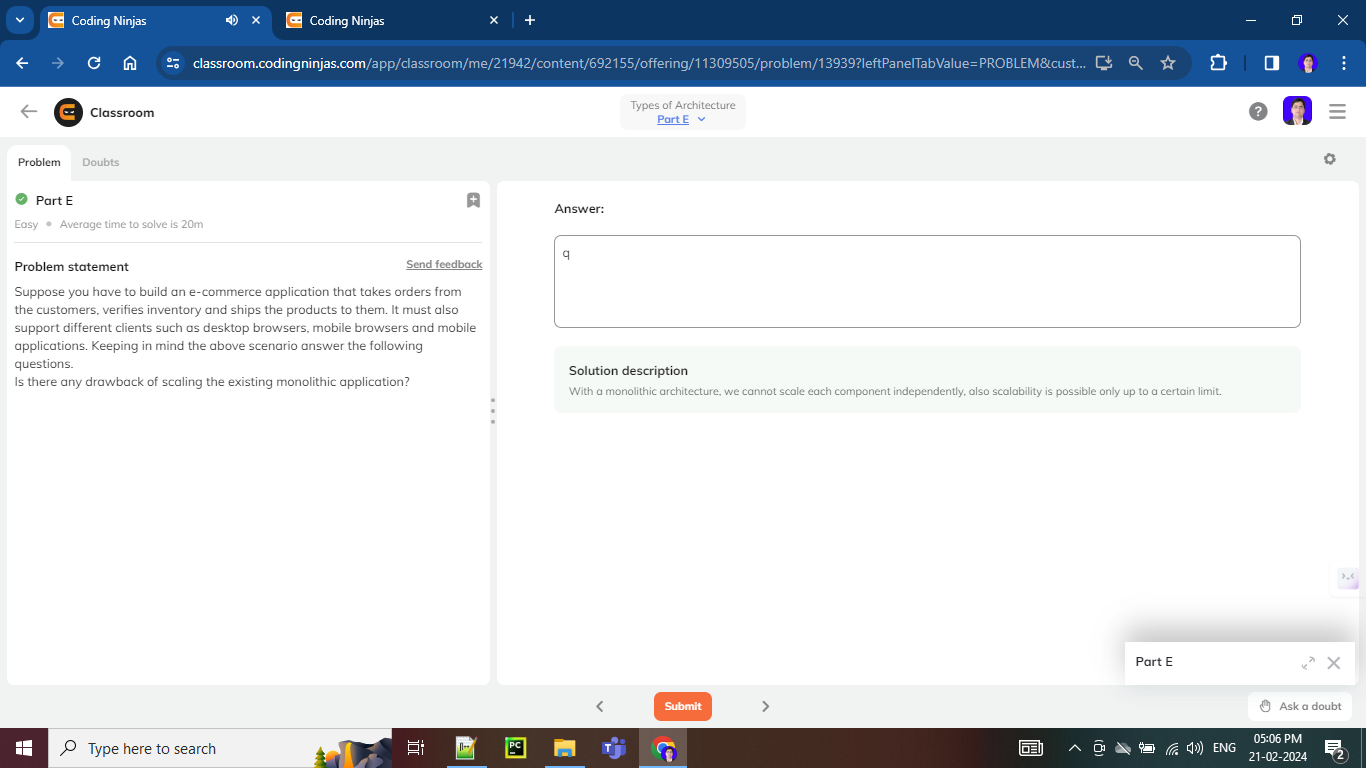 Coding Ninjas
Coding Ninjas
classroom.codingninjas.com/app/classroom/me/21942/content/692155/offering/11309505/problem/13939?leftPanelTabValue=PROBLEM&cust...
Classroom
Types of Architecture
Part E
Problem
Doubts
Part E
Easy
Average time to solve is 20m
Problem statement
Send feedback
Suppose you have to build an e-commerce application that takes orders from
the customers, verifies inventory and ships the products to them. It must also
support different clients such as desktop browsers, mobile browsers and mobile
applications. Keeping in mind the above scenario answer the following
questions.
Is there any drawback of scaling the existing monolithic application?
Answer:
q
Solution description
With a monolithic architecture, we cannot scale each component independently, also scalability is possible only up to a certain limit.
Part E
Submit
Ask a doubt
Type here to search
PC
ENG
05:06 PM
21-02-2024
2